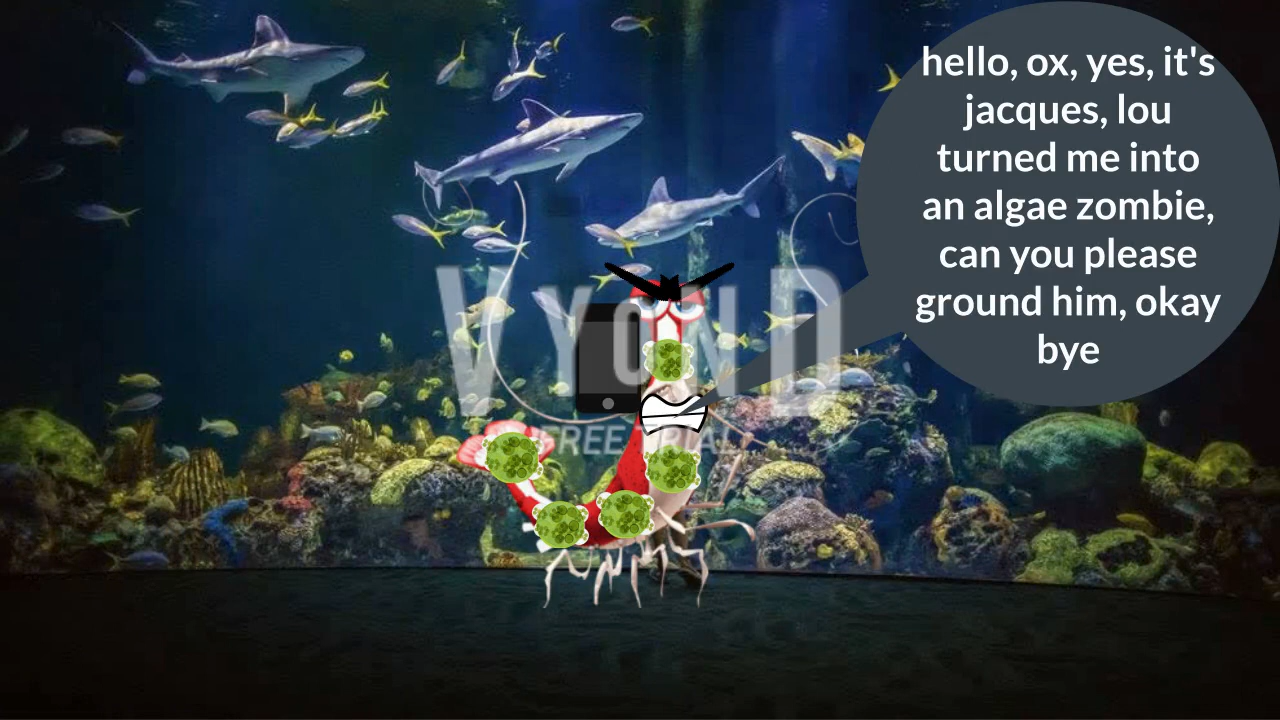 hello, ox, yes, it's
jacques, lou
turned me into
an algae zombie,
can you please
ground him, okay
bye
VYOND
FREE TRIAL